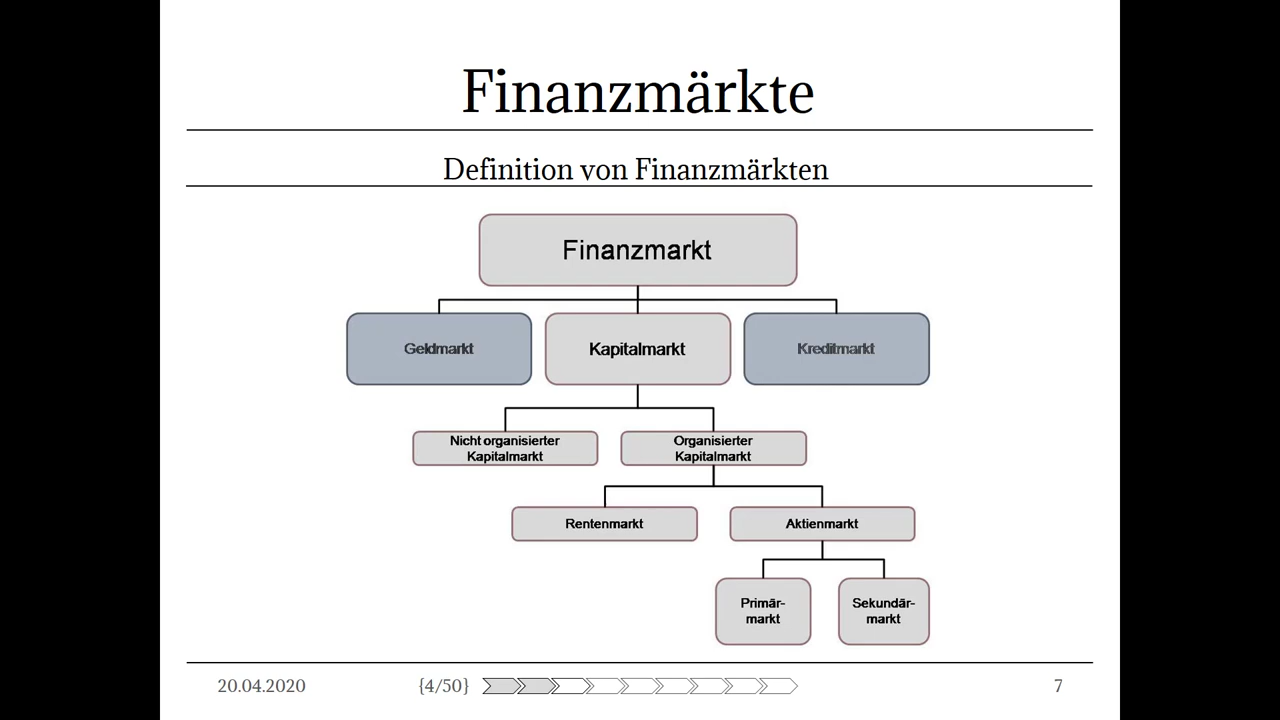 Finanzmärkte
Definition von Finanzmärkten
Finanzmarkt
Geldmarkt
Kapitalmarkt
Kreditmarkt
Nicht organisierter
Kapitalmarkt
Organisierter
Kapitalmarkt
Rentenmarkt
Aktienmarkt
Primär-
markt
Sekundär-
markt
20.04.2020
{4/50}
7